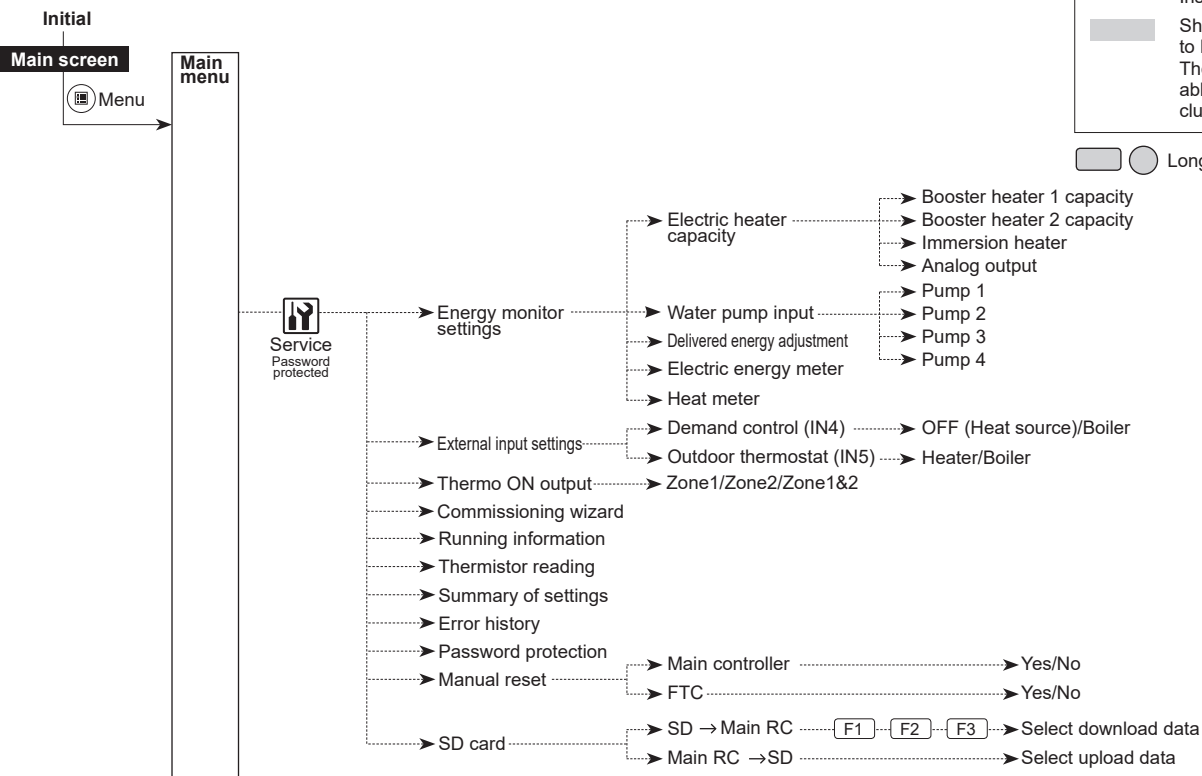 Initial
Main screen
Menu
Main
menu
to
cl
Long
Service
Password
protected
Energy monitor
settings
Electric heater
capacity
Booster heater 1 capacity
Booster heater 2 capacity
Immersion heater
Analog output
Water pump input
Pump 1
Pump 2
Pump 3
Pump 4
Delivered energy adjustment
Electric energy meter
Heat meter
External input settings
Demand control (IN4)
OFF (Heat source)/Boiler
Outdoor thermostat (IN5)
Heater/Boiler
Thermo ON output
Zone1/Zone2/Zone1&2
Commissioning wizard
Running information
Thermistor reading
Summary of settings
Error history
Password protection
Manual reset
Main controller
Yes/No
FTC
Yes/No
SD card
SD → Main RC
F1
F2
F3
Select download data
Main RC → SD
Select upload data